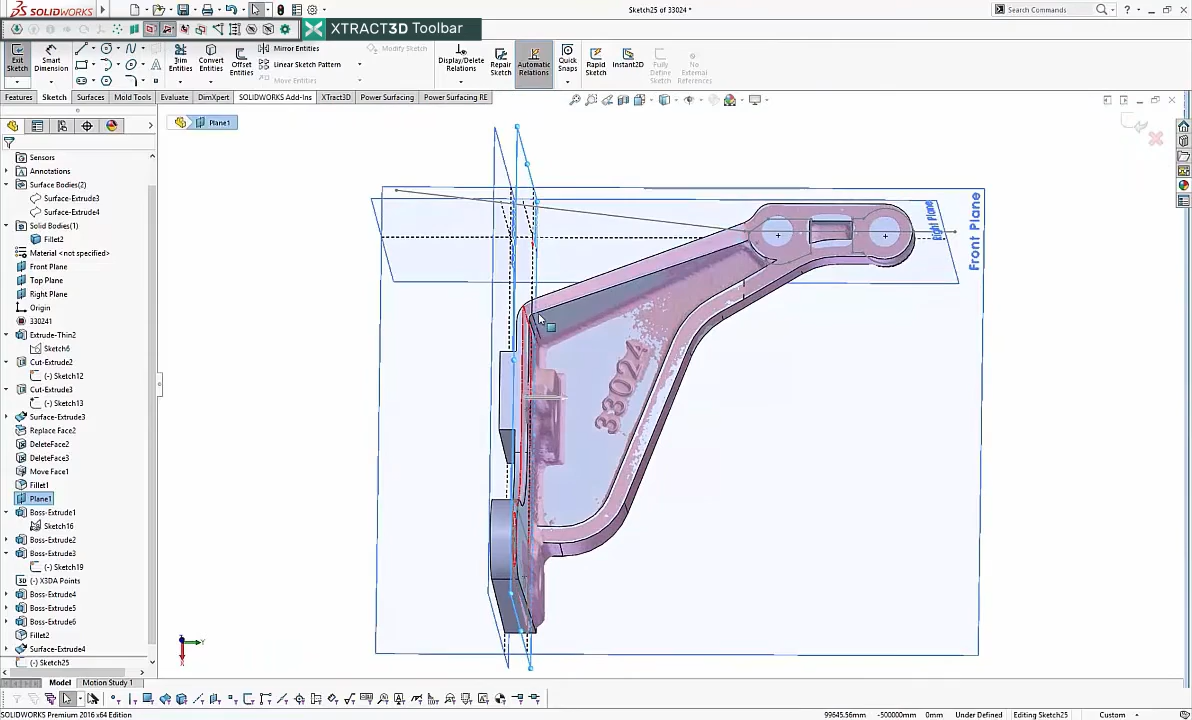 SOLIDWORKS
Sketch25 of 33024 *
Search Commands
XTRACT3D Toolbar
Exit Sketch
Smart Dimension
Trim Entities
Convert Entities
Offset Entities
Mirror Entities
Linear Sketch Pattern
Move Entities
Modify Sketch
Display/Delete Relations
Repair Sketch
Automatic Relations
Quick Snaps
Rapid Sketch
Instant2D
Fully Define Sketch
No External References
Features
Sketch
Surfaces
Mold Tools
Evaluate
DimXpert
SOLIDWORKS Add-Ins
XTract3D
Power Surfacing
Power Surfacing RE
Plane1
Sensors
Annotations
Surface Bodies(2)
Surface-Extrude3
Surface-Extrude4
Solid Bodies(1)
Fillet2
Material <not specified>
Front Plane
Top Plane
Right Plane
Origin
330241
Extrude-Thin2
Sketch6
Cut-Extrude2
(-) Sketch12
Cut-Extrude3
(-) Sketch13
Surface-Extrude3
Replace Face2
DeleteFace2
DeleteFace3
Move Face1
Fillet1
Plane1
Boss-Extrude1
Sketch16
Boss-Extrude2
Boss-Extrude3
(-) Sketch19
(-) X3DA Points
Boss-Extrude4
Boss-Extrude5
Boss-Extrude6
Fillet2
Surface-Extrude4
(-) Sketch25
Right Plane
Front Plane
33024
Model
Motion Study 1
SOLIDWORKS Premium 2016 x64 Edition
99645.56mm
-500000mm
0mm
Under Defined
Editing Sketch25
Custom